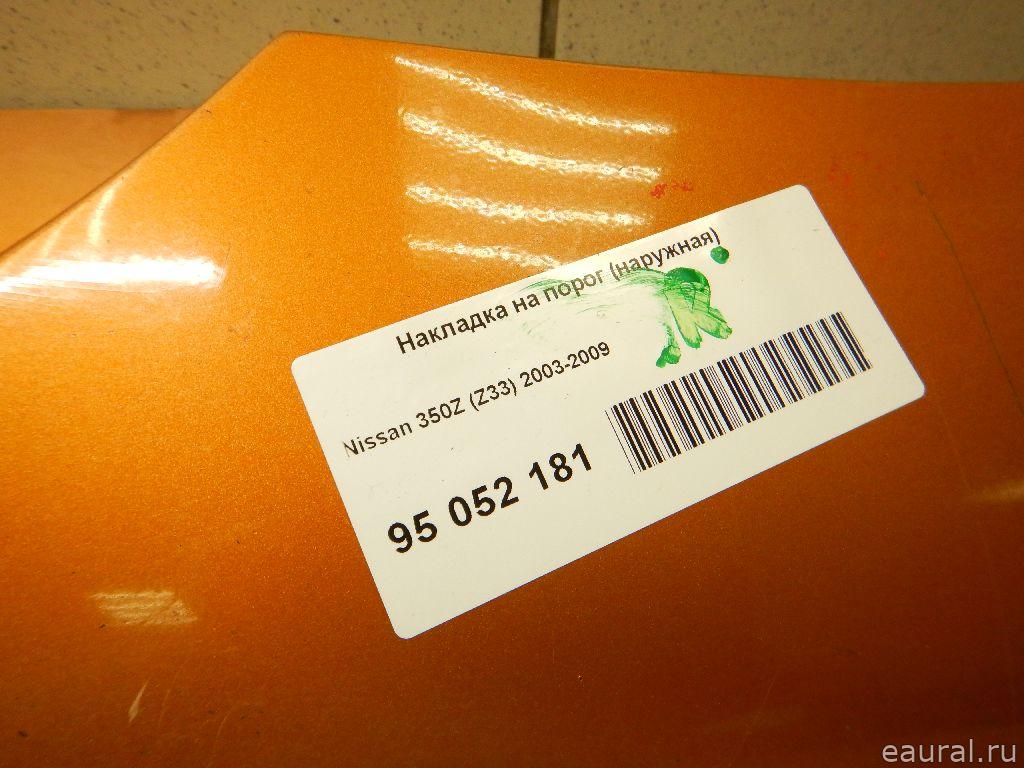 Накладка на порог (наружная)
Nissan 350Z (Z33) 2003-2009
95 052 181
eaural.ru